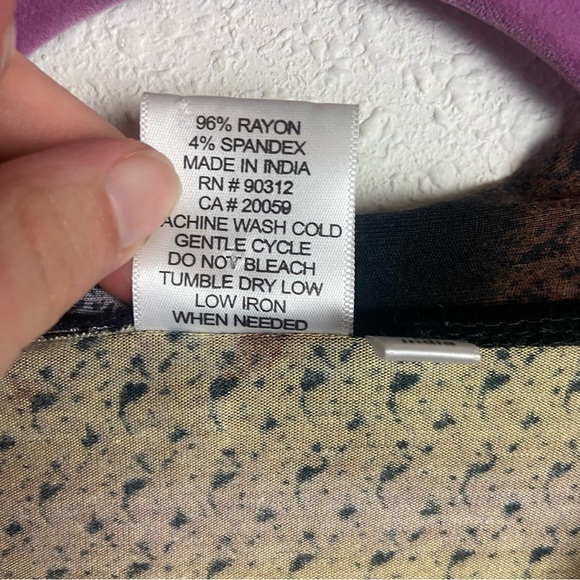 96% RAYON
4% SPANDEX
MADE IN INDIA
RN # 90312
CA # 20059
ACHINE WASH COLD
GENTLE CYCLE
DO NOT BLEACH
TUMBLE DRY LOW
LOW IRON
WHEN NEEDED